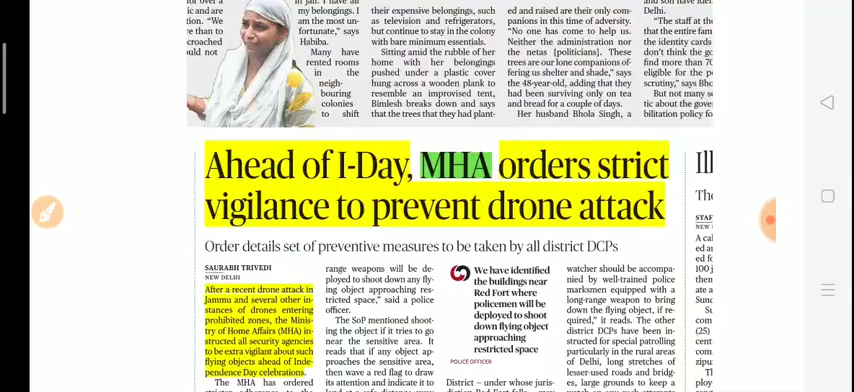 for over a
ic and are
tion. "We
re than to
croached
ould not
in jail. I have all
my belongings. I
am the most un-
fortunate," says
Habiba.
Many have
rented rooms
in the
neigh-
bouring
colonies
to shift
their expensive belongings, such
as television and refrigerators,
but continue to stay in the colony
with bare minimum essentials.
Sitting amid the rubble of her
home with her belongings
pushed under a plastic cover
hung across a wooden plank to
resemble an improvised tent,
Bimlesh breaks down and says
that the trees that they had plant-
ed and raised are their only com-
panions in this time of adversity.
"No one has come to help us.
Neither the administration nor
the netas [politicians]. These
trees are our lone companions of-
fering us shelter and shade," says
the 48-year-old, adding that they
had been surviving only on tea
and bread for a couple of days.
Her husband Bhola Singh, a
Delhi.
"The staff at th
that the entire fam
the identity cards
don't think the go
find more than 70
eligible for the p
scrutiny," says Bho
But not many s
tic about the gove
bilitation policy fo
Ahead of I-Day, MHA orders strict
vigilance to prevent drone attack
Order details set of preventive measures to be taken by all district DCPs
SAURABH TRIVEDI
NEW DELHI
After a recent drone attack in
Jammu and several other in-
stances of drones entering
prohibited zones, the Minis-
try of Home Affairs (MHA) in-
structed all security agencies
to be extra vigilant about such
flying objects ahead of Inde-
pendence Day celebrations.
The MHA has ordered
range weapons will be de-
ployed to shoot down any fly-
ing object approaching res-
tricted space," said a police
officer.
The SoP mentioned shoot-
ing the object if it tries to go
near the sensitive area. It
reads that if any object ap-
proaches the sensitive area,
then wave a red flag to draw
its attention and indicate it to
We have identified
the buildings near
Red Fort where
policemen will be
deployed to shoot
down flying object
approaching
restricted space
POLICE OFFICER
District – under whose juris-
watcher should be accompa-
nied by well-trained police
marksmen equipped with a
long-range weapon to bring
down the flying object, if re-
quired," it reads. The other
district DCPs have been in-
structed for special patrolling
particularly in the rural areas
of Delhi, long stretches of
lesser-used roads and bridg-
es, large grounds to keep a
Ill
The
STAF
NEW
A cal
ed an
ed fo
100 j
ate a
Sund
Su
com
(25)
cent
com
zipu
Th
ploy